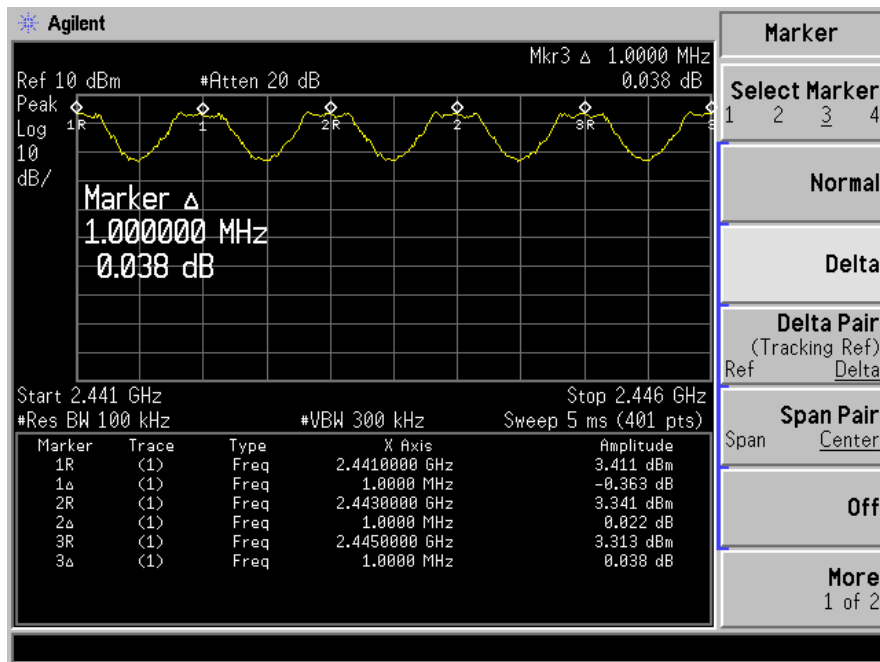 Agilent
Marker
Mkr3 Δ 1.0000 MHz
Ref 10 dBm #Atten 20 dB 0.038 dB
Peak
Log
10
dB/
1R 1 2R 2 3R 3
Marker Δ
1.000000 MHz
0.038 dB
Start 2.441 GHz Stop 2.446 GHz
#Res BW 100 kHz #VBW 300 kHz Sweep 5 ms (401 pts)
Marker Trace Type X Axis Amplitude
1R (1) Freq 2.4410000 GHz 3.411 dBm
1Δ (1) Freq 1.0000 MHz -0.363 dB
2R (1) Freq 2.4430000 GHz 3.341 dBm
2Δ (1) Freq 1.0000 MHz 0.022 dB
3R (1) Freq 2.4450000 GHz 3.313 dBm
3Δ (1) Freq 1.0000 MHz 0.038 dB
Select Marker
1 2 3 4
Normal
Delta
Delta Pair
(Tracking Ref)
Ref Delta
Span Pair
Span Center
Off
More
1 of 2